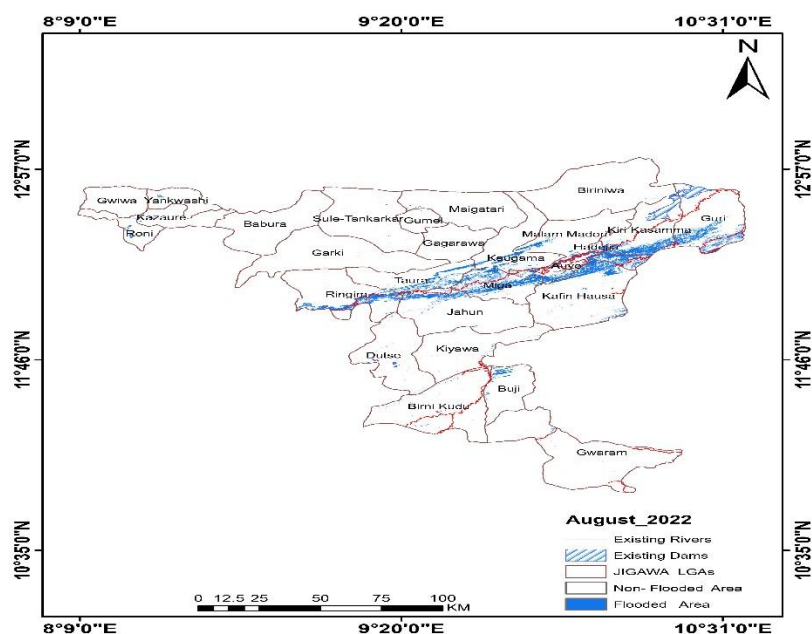 8°9'0"E 9°20'0"E 10°31'0"E
N
12°57'0"N 12°57'0"N
Biriniwa
Gwiwa Yankwashi
Kazaure
Maigatari
Guri
Sule-Tankarkar Gumel
Babura
Kiri Kasamma
Roni
Malam Madori
Gagarawa
Hadejia
Garki
Kaugama
Auyo
Taura
Miga
Ringim
Kafin Hausa
Jahun
11°46'0"N 11°46'0"N
Kiyawa
Dutse
Buji
Birni Kudu
Gwaram
August_2022
Existing Rivers
10°35'0"N 10°35'0"N
Existing Dams
JIGAWA LGAs
Non- Flooded Area
Flooded Area
0 12.5 25 50 75 100
KM
8°9'0"E 9°20'0"E 10°31'0"E